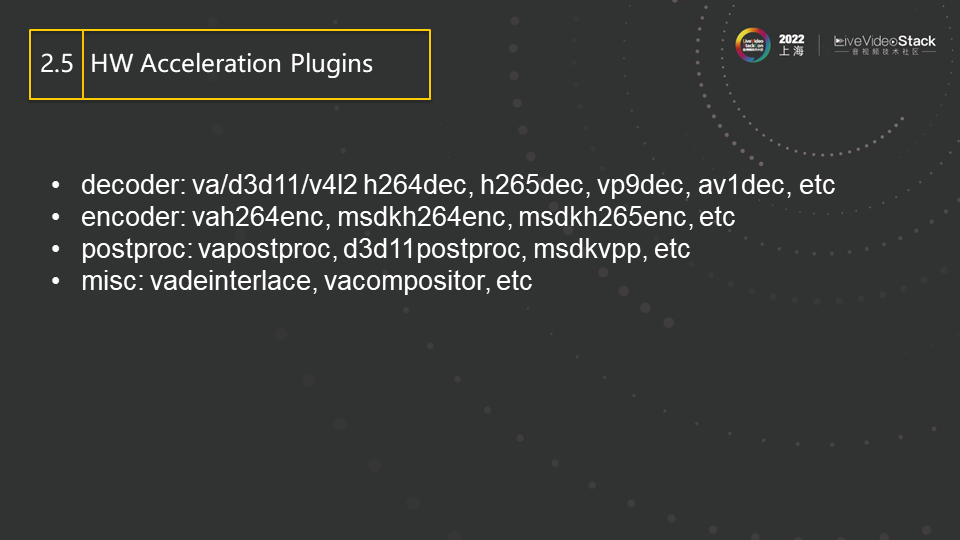 2.5 HW Acceleration Plugins
2022
上海
LiveVideoStack
音视频技术社区
• decoder: va/d3d11/v4l2 h264dec, h265dec, vp9dec, av1dec, etc
• encoder: vah264enc, msdkh264enc, msdkh265enc, etc
• postproc: vapostproc, d3d11postproc, msdkvpp, etc
• misc: vadeinterlace, vacompositor, etc